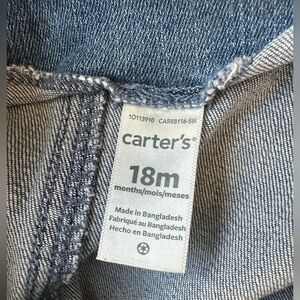 1O113910 CAR88116-SSI
carter's®
18m
months/mois/meses
Made in Bangladesh
Fabriqué au Bangladesh
Hecho en Bangladesh